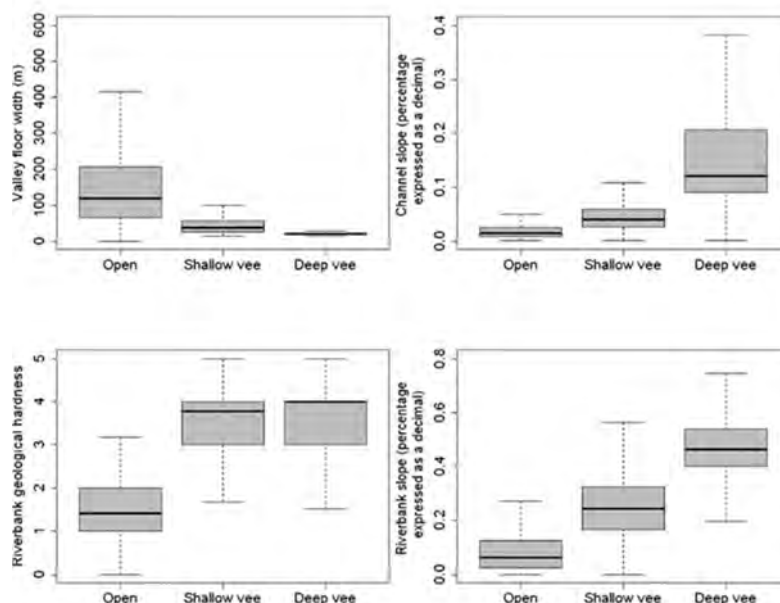 Valley floor width (m)
600
500
400
300
200
100
0
Open Shallow vee Deep vee
Channel slope (percentage
expressed as a decimal)
0.4
0.3
0.2
0.1
0.0
Open Shallow vee Deep vee
Riverbank geological hardness
5
4
3
2
1
0
Open Shallow vee Deep vee
Riverbank slope (percentage
expressed as a decimal)
0.8
0.6
0.4
0.2
0.0
Open Shallow vee Deep vee